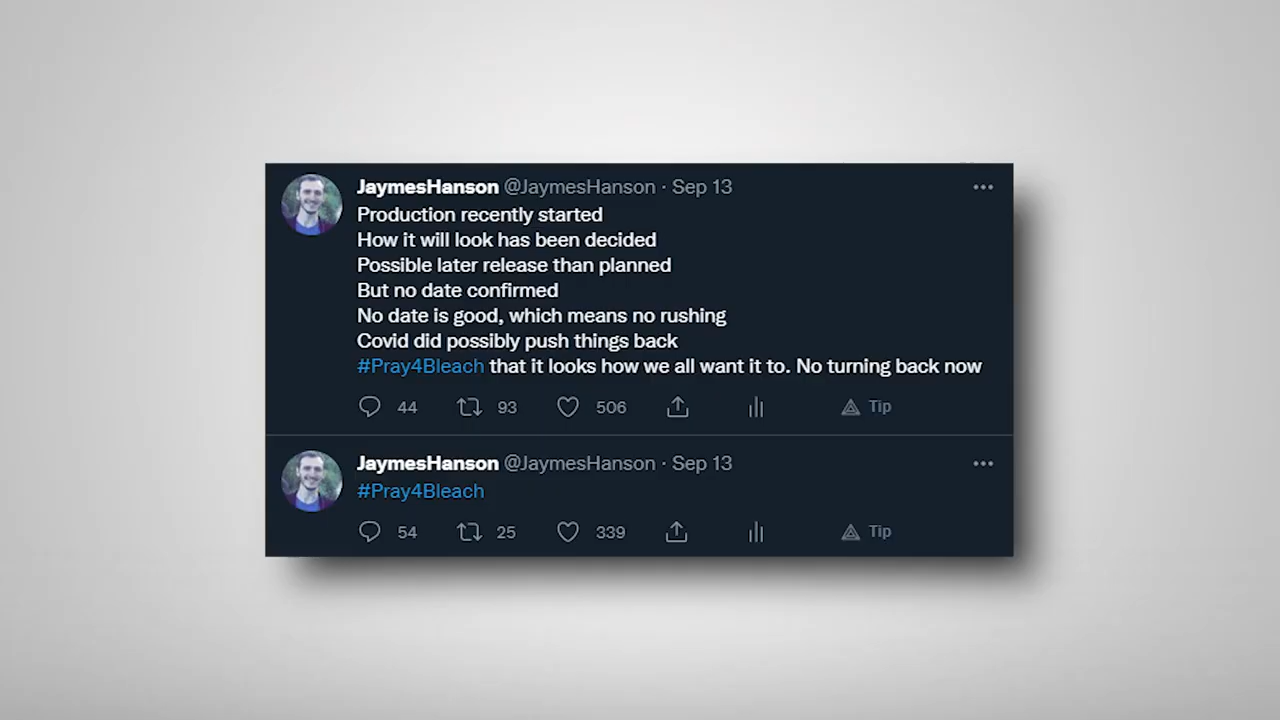 JaymesHanson @JaymesHanson · Sep 13
Production recently started
How it will look has been decided
Possible later release than planned
But no date confirmed
No date is good, which means no rushing
Covid did possibly push things back
#Pray4Bleach that it looks how we all want it to. No turning back now
44 93 506 Tip
JaymesHanson @JaymesHanson · Sep 13
#Pray4Bleach
54 25 339 Tip